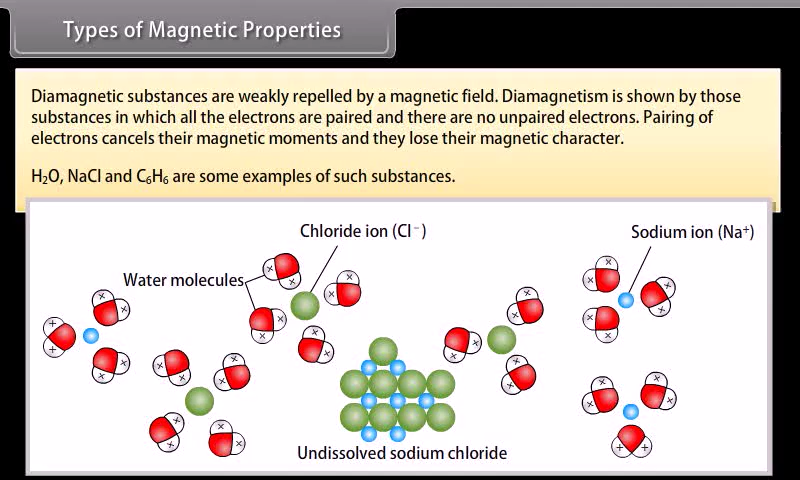 Types of Magnetic Properties
Diamagnetic substances are weakly repelled by a magnetic field. Diamagnetism is shown by those
substances in which all the electrons are paired and there are no unpaired electrons. Pairing of
electrons cancels their magnetic moments and they lose their magnetic character.
H₂O, NaCl and C₆H₆ are some examples of such substances.
Chloride ion (Cl⁻)
Sodium ion (Na⁺)
Water molecules
Undissolved sodium chloride